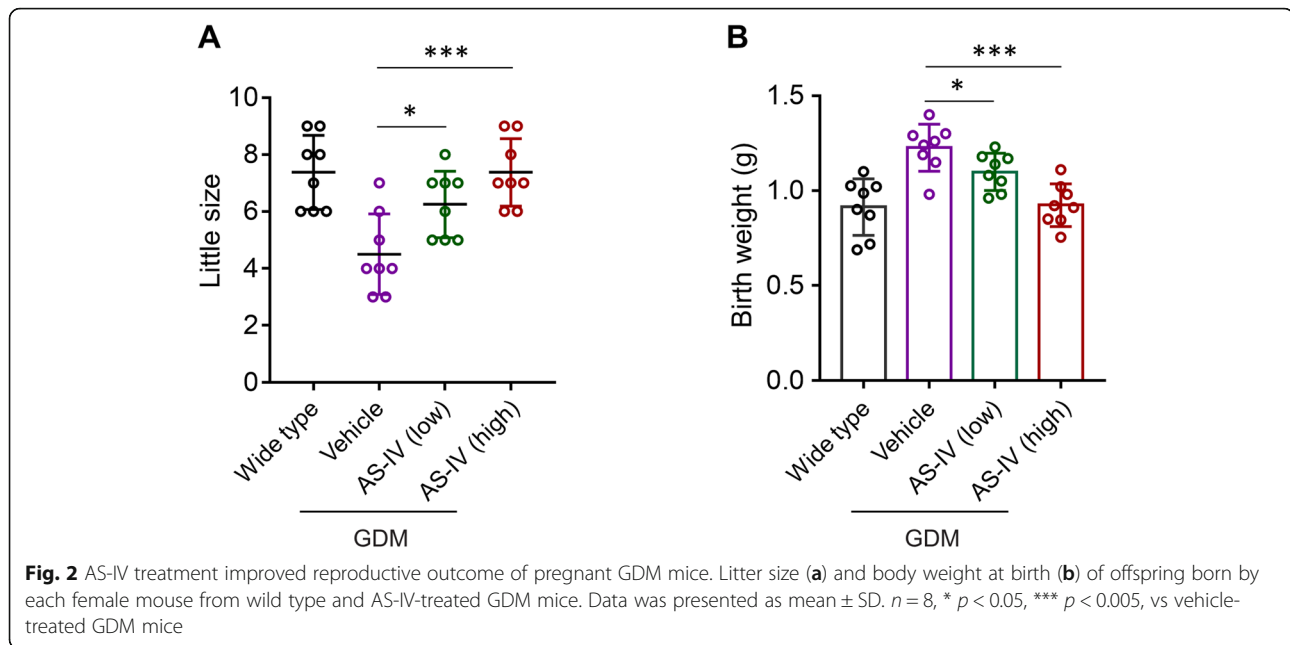 A
***
*
10
8
6
4
2
0
Little size
Wide type
Vehicle
AS-IV (low)
AS-IV (high)
GDM
B
***
*
1.5
1.0
0.5
0.0
Birth weight (g)
Wide type
Vehicle
AS-IV (low)
AS-IV (high)
GDM
Fig. 2 AS-IV treatment improved reproductive outcome of pregnant GDM mice. Litter size (a) and body weight at birth (b) of offspring born by
each female mouse from wild type and AS-IV-treated GDM mice. Data was presented as mean ± SD. n = 8, * p < 0.05, *** p < 0.005, vs vehicle-
treated GDM mice